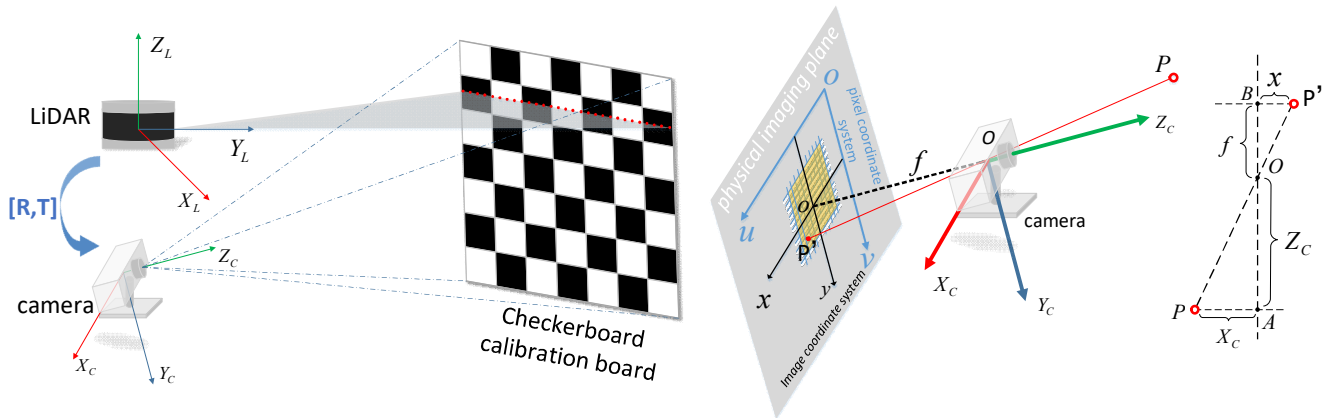 Z_L
LiDAR
Y_L
X_L
[R,T]
Z_C
camera
X_C
Y_C
Checkerboard
calibration board
physical imaging plane
O
pixel coordinate
system
u
v
o
P'
x
y
Image coordinate system
f
O
P
Z_C
camera
X_C
Y_C
x
B
P'
f
O
Z_C
P
A
X_C